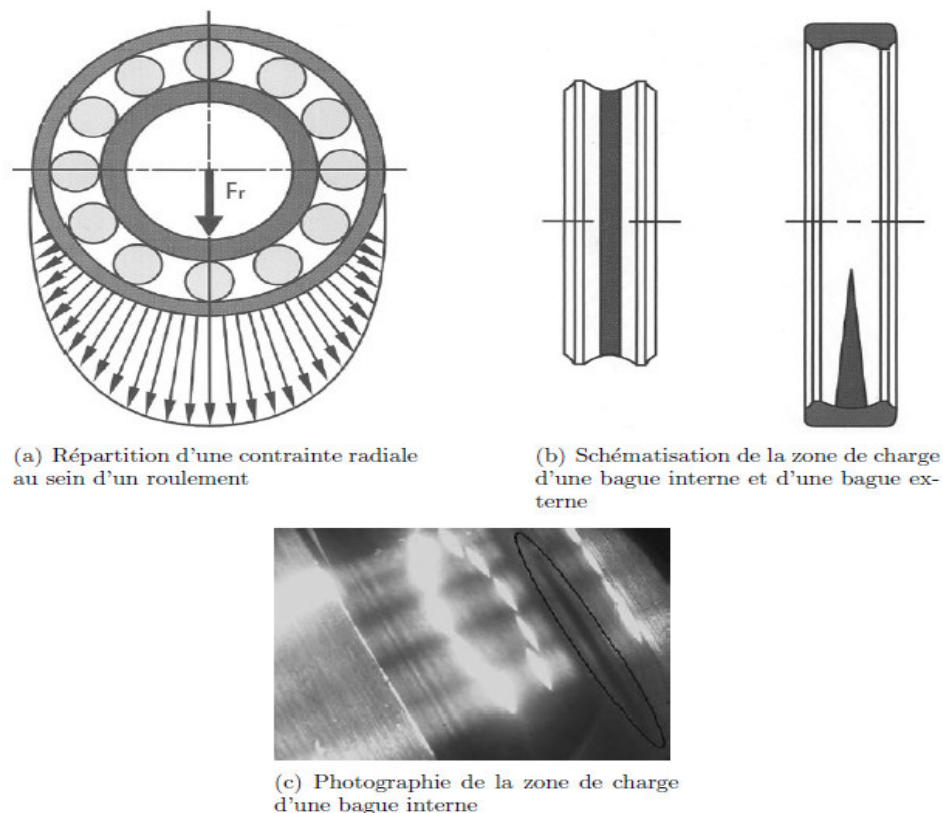 Fr
(a) Répartition d'une contrainte radiale
au sein d'un roulement
(b) Schématisation de la zone de charge
d'une bague interne et d'une bague ex-
terne
(c) Photographie de la zone de charge
d'une bague interne